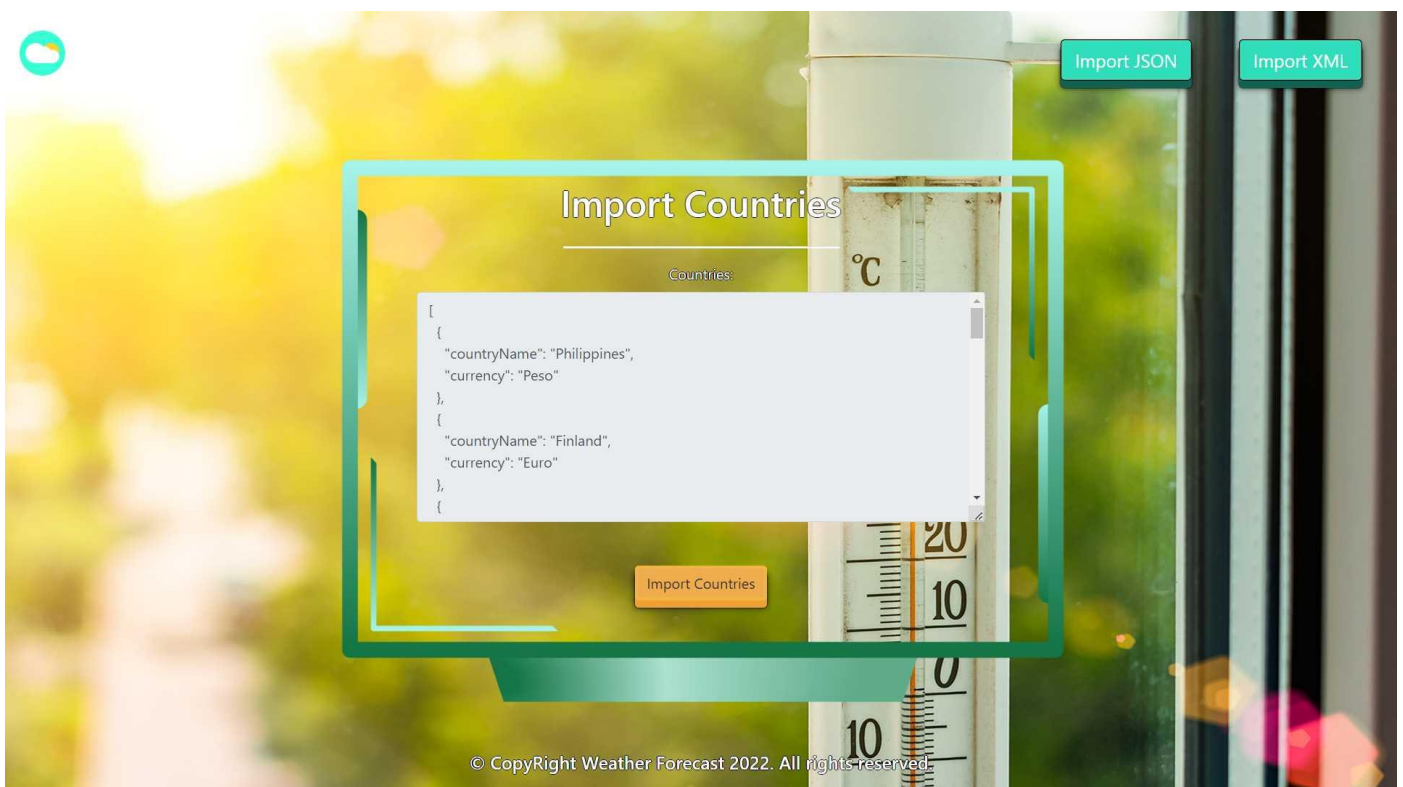 Import JSON
Import XML
Import Countries
Countries:
[
{
"countryName": "Philippines",
"currency": "Peso"
},
{
"countryName": "Finland",
"currency": "Euro"
},
{
Import Countries
°C
20
10
0
10
© CopyRight Weather Forecast 2022. All rights reserved.